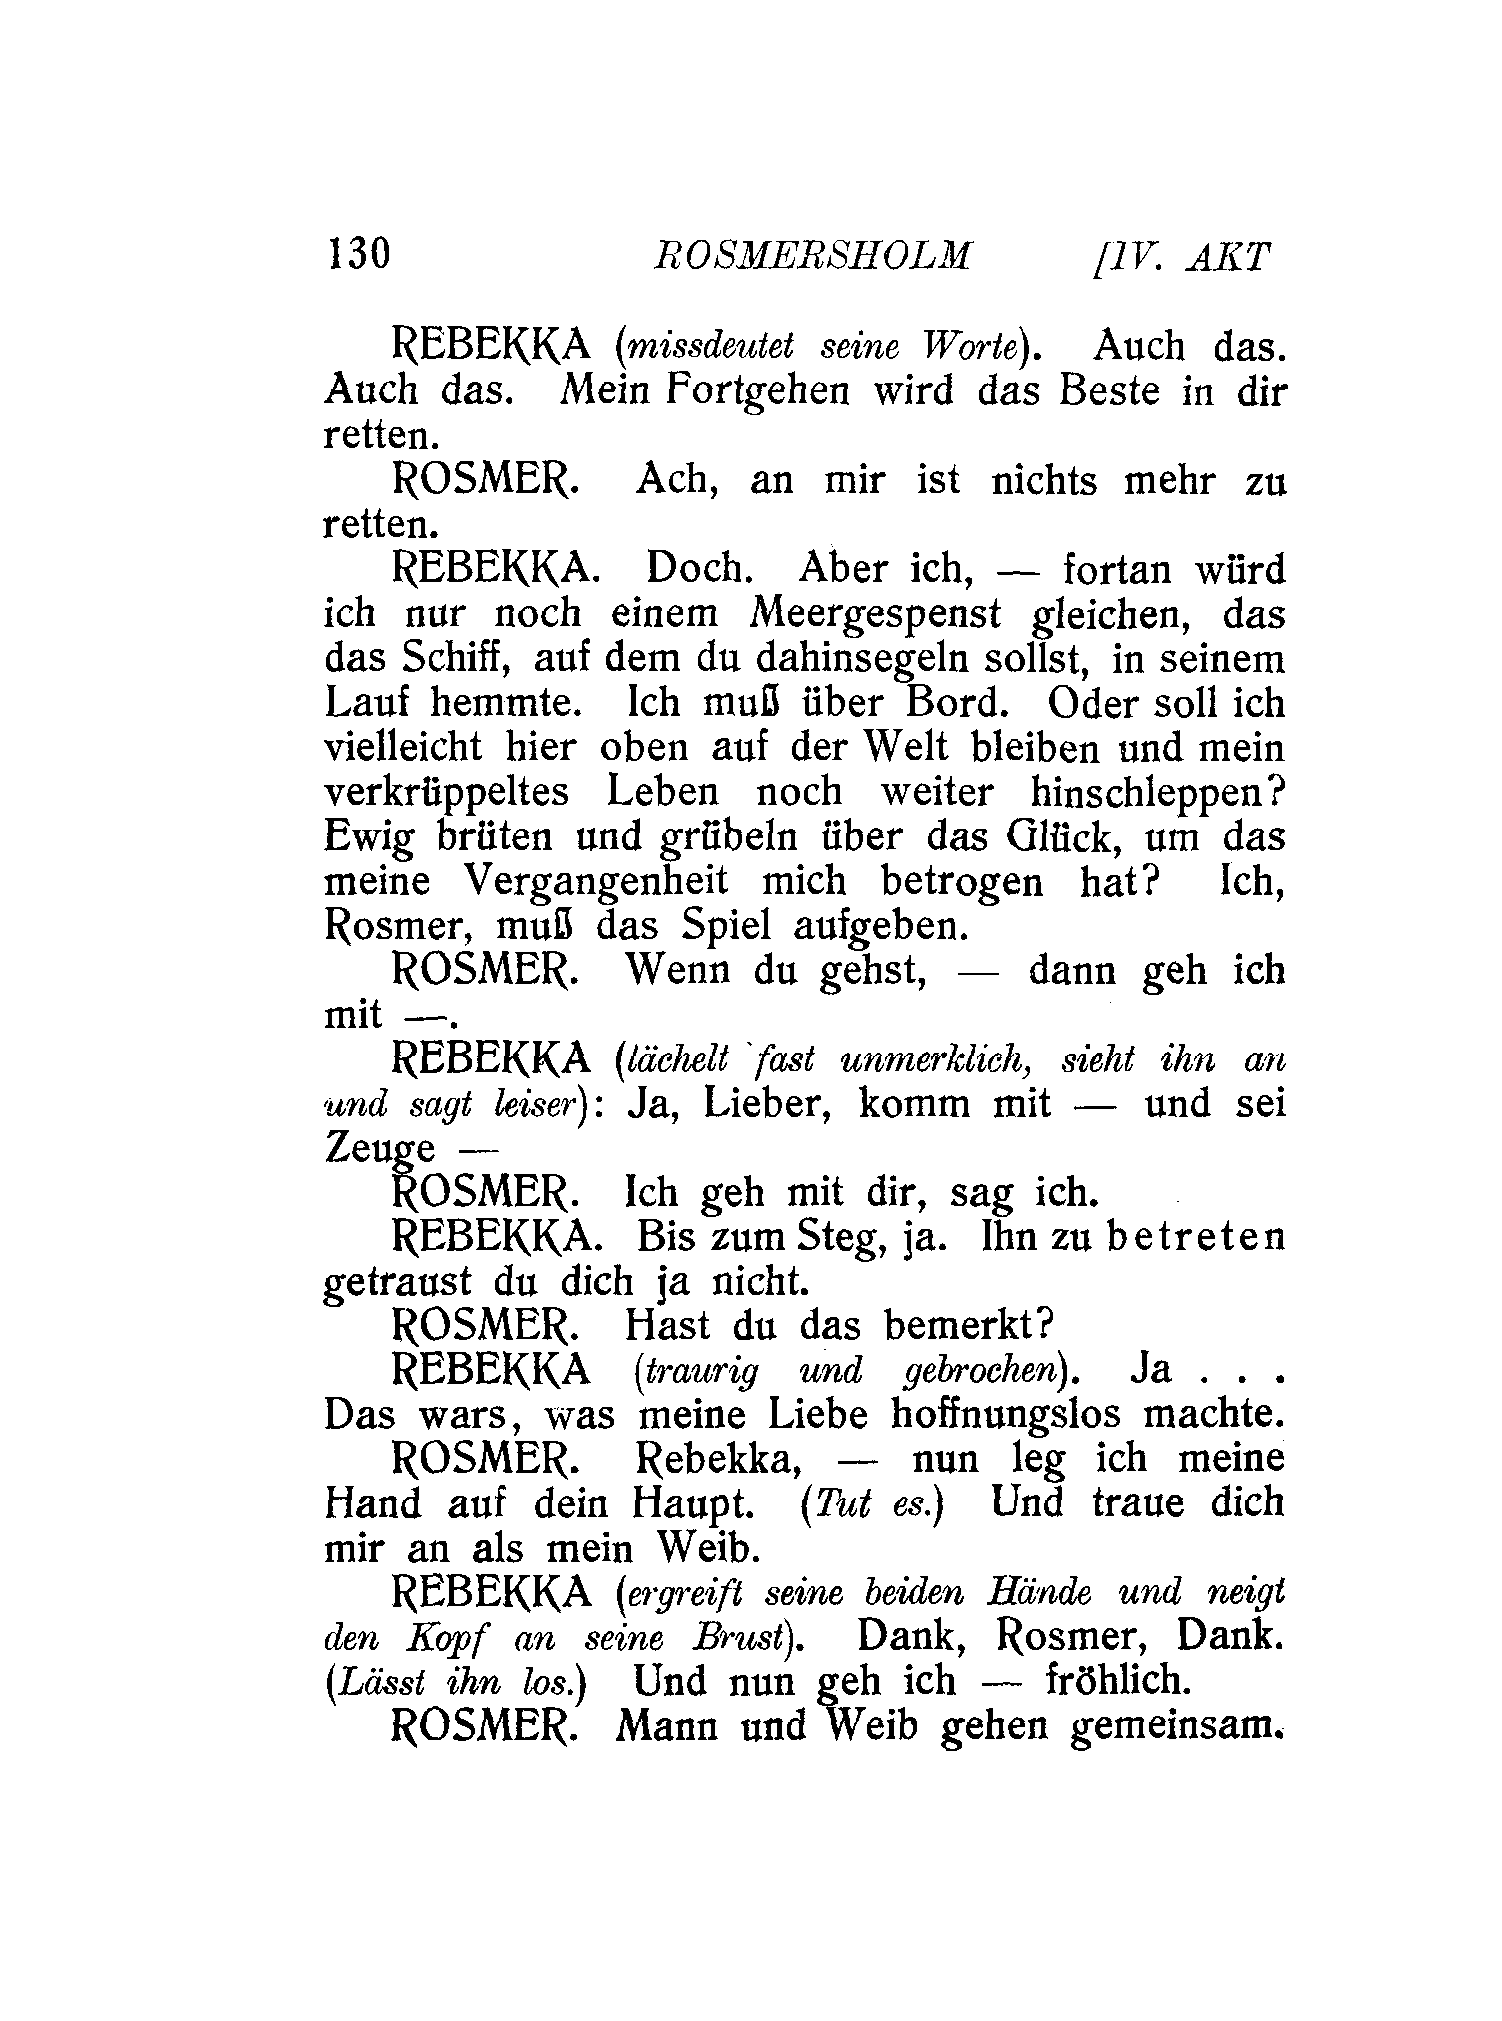 130 ROSMERSHOLM [IV. AKT
REBEKKA (missdeutet seine Worte). Auch das.
Auch das. Mein Fortgehen wird das Beste in dir
retten.
ROSMER. Ach, an mir ist nichts mehr zu
retten.
REBEKKA. Doch. Aber ich, — fortan würd
ich nur noch einem Meergespenst gleichen, das
das Schiff, auf dem du dahinsegeln sollst, in seinem
Lauf hemmte. Ich muß über Bord. Oder soll ich
vielleicht hier oben auf der Welt bleiben und mein
verkrüppeltes Leben noch weiter hinschleppen?
Ewig brüten und grübeln über das Glück, um das
meine Vergangenheit mich betrogen hat? Ich,
Rosmer, muß das Spiel aufgeben.
ROSMER. Wenn du gehst, — dann geh ich
mit —.
REBEKKA (lächelt fast unmerklich, sieht ihn an
und sagt leiser): Ja, Lieber, komm mit — und sei
Zeuge —
ROSMER. Ich geh mit dir, sag ich.
REBEKKA. Bis zum Steg, ja. Ihn zu betreten
getraust du dich ja nicht.
ROSMER. Hast du das bemerkt?
REBEKKA (traurig und gebrochen). Ja . . .
Das wars, was meine Liebe hoffnungslos machte.
ROSMER. Rebekka, — nun leg ich meine
Hand auf dein Haupt. (Tut es.) Und traue dich
mir an als mein Weib.
REBEKKA (ergreift seine beiden Hände und neigt
den Kopf an seine Brust). Dank, Rosmer, Dank.
(Lässt ihn los.) Und nun geh ich — fröhlich.
ROSMER. Mann und Weib gehen gemeinsam.